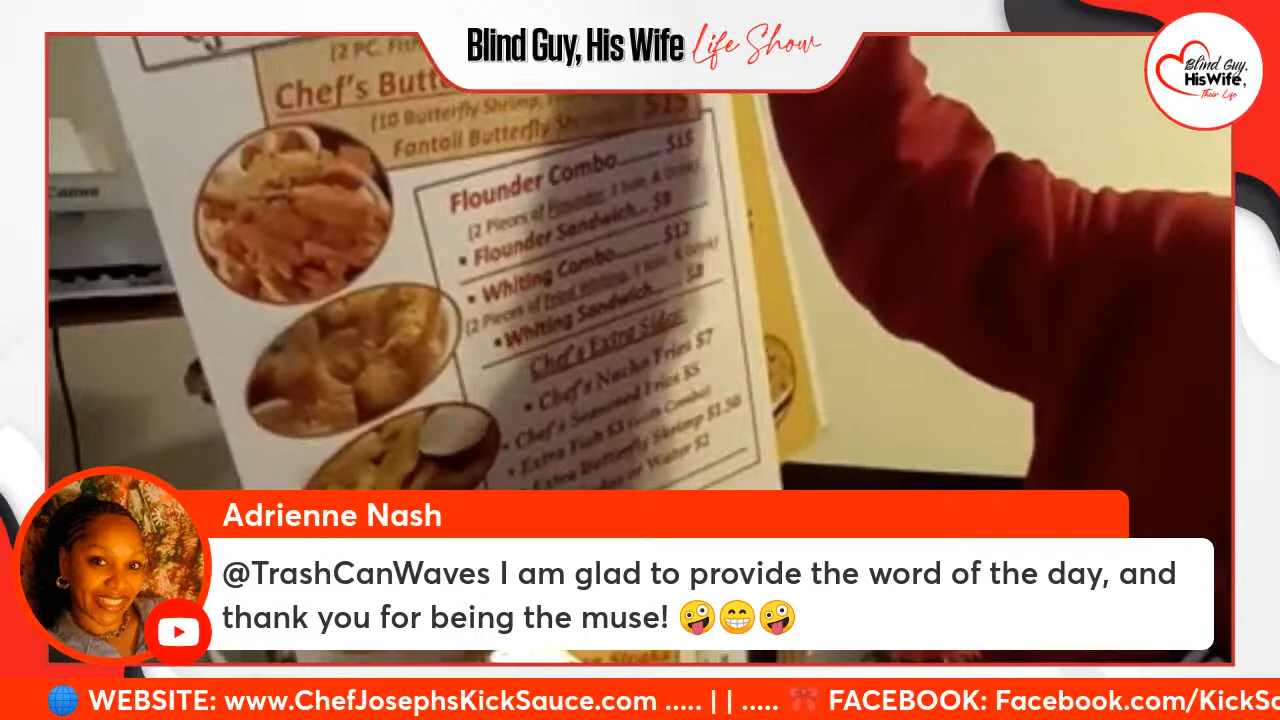 Blind Guy, His Wife Life Show
Blind Guy,
His Wife,
Their Life
Canon
(2 PC. Fish
Chef's Butte
(10 Butterfly Shrimp,
Fantail Butterfly $15
Flounder Combo........ $15
(2 Pieces of Flounder, 1 Side, & Drink)
• Flounder Sandwich... $8
• Whiting Combo........ $12
(2 Pieces of Fried Whiting, 1 Side, & Drink)
• Whiting Sandwich........ $8
Chef's Extra Sides
• Chef's Nacho Fries $7
• Chef's Seasoned Fries $5
• Extra Fish $3 (with Combo)
• Extra Butterfly Shrimp $1.50
or Water $2
Adrienne Nash
@TrashCanWaves I am glad to provide the word of the day, and
thank you for being the muse! 🤪😁🤪
🌐 WEBSITE: www.ChefJosephsKickSauce.com ..... | | ..... 🎀 FACEBOOK: Facebook.com/KickSa